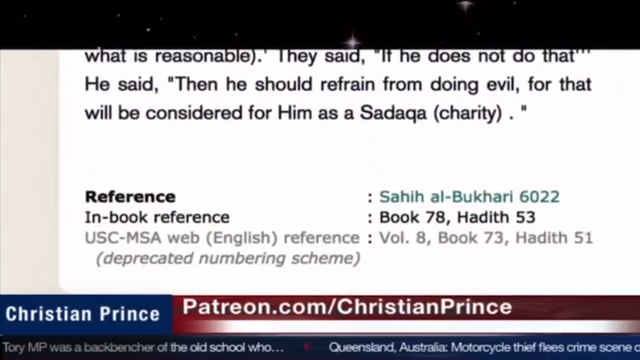 what is reasonable).' They said, "If he does not do that'"
He said, "Then he should refrain from doing evil, for that
will be considered for Him as a Sadaqa (charity) . "
Reference : Sahih al-Bukhari 6022
In-book reference : Book 78, Hadith 53
USC-MSA web (English) reference : Vol. 8, Book 73, Hadith 51
(deprecated numbering scheme)
Christian Prince Patreon.com/ChristianPrince
Tory MP was a backbencher of the old school who... Queensland, Australia: Motorcycle thief flees crime scene